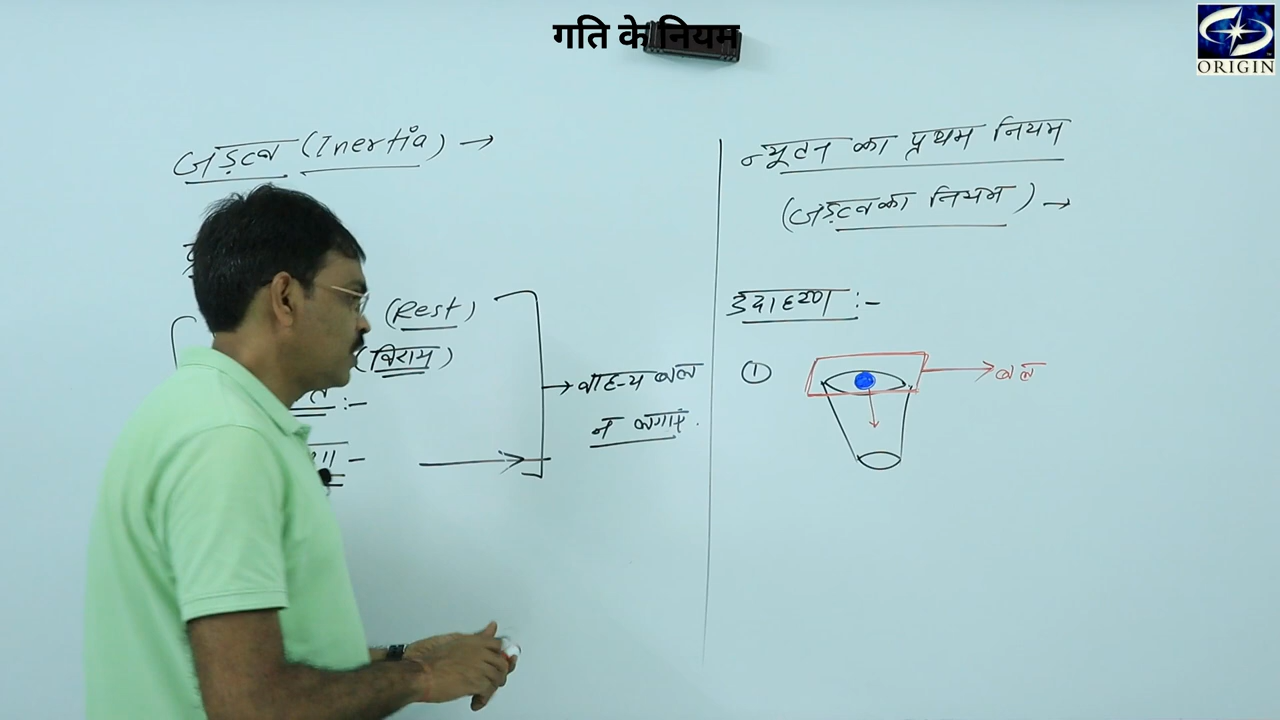 गति के नियम
ORIGIN
जड़त्व (Inertia) →
(Rest)
(विराम)
:-
→ बाह्य बल
न लगाएं.
न्यूटन का प्रथम नियम
(जड़त्व का नियम) →
उदाहरण :-
① → बल